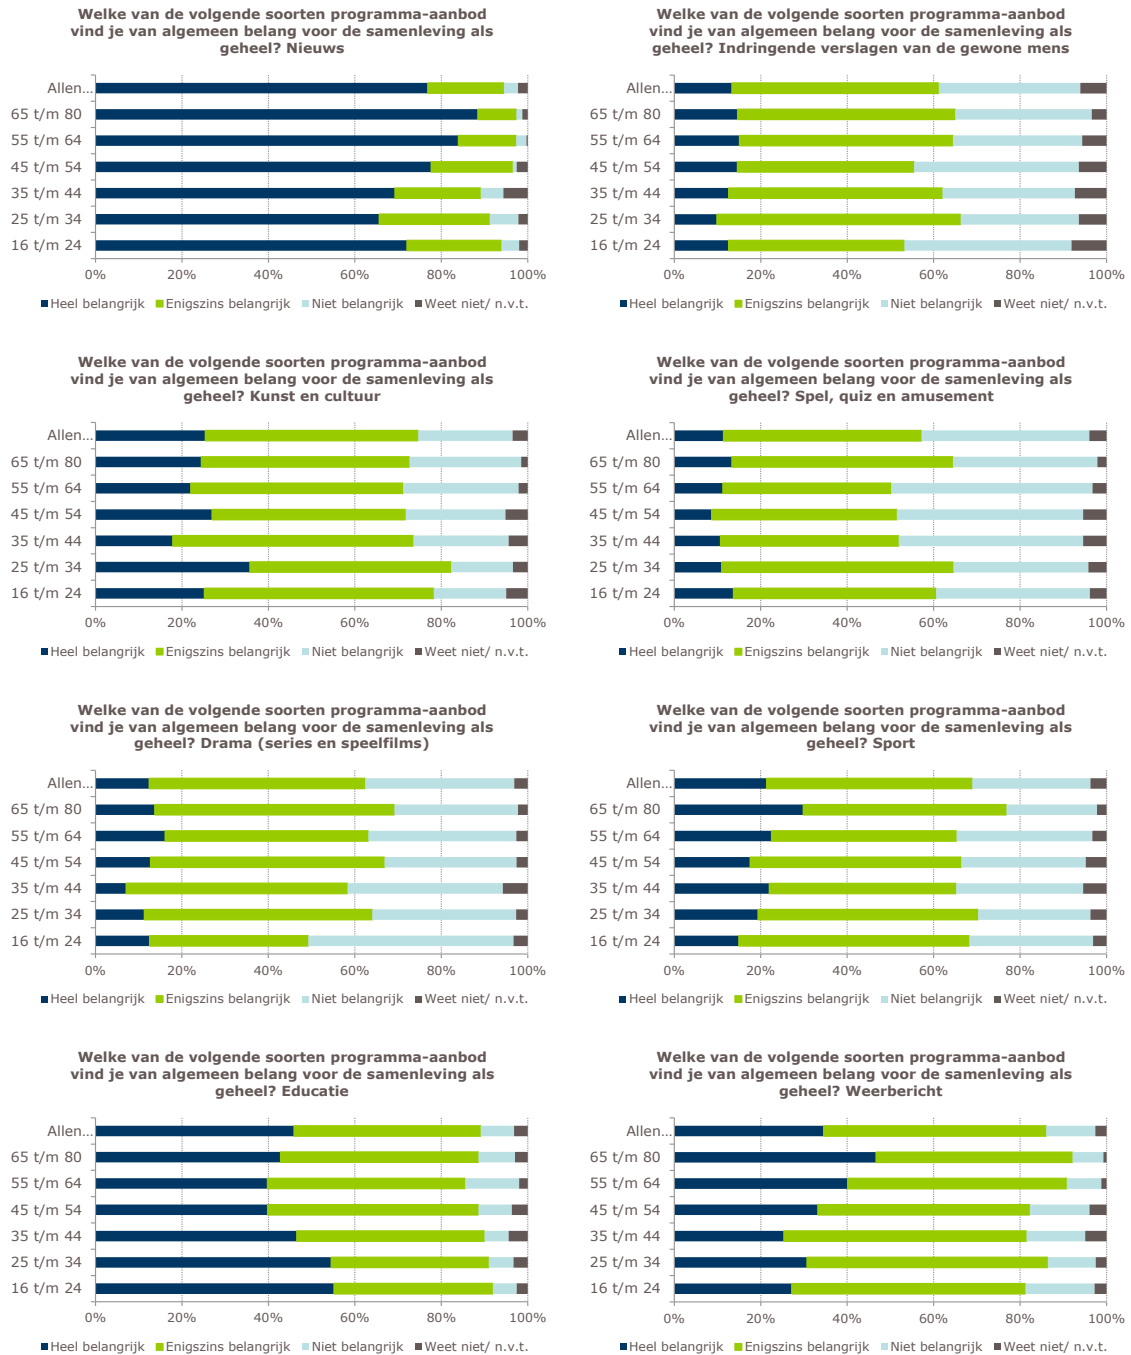 Welke van de volgende soorten programma-aanbod
vind je van algemeen belang voor de samenleving als
geheel? Nieuws
Allen...
65 t/m 80
55 t/m 64
45 t/m 54
35 t/m 44
25 t/m 34
16 t/m 24
0% 20% 40% 60% 80% 100%
Heel belangrijk Enigszins belangrijk Niet belangrijk Weet niet/ n.v.t.
Welke van de volgende soorten programma-aanbod
vind je van algemeen belang voor de samenleving als
geheel? Indringende verslagen van de gewone mens
Allen...
65 t/m 80
55 t/m 64
45 t/m 54
35 t/m 44
25 t/m 34
16 t/m 24
0% 20% 40% 60% 80% 100%
Heel belangrijk Enigszins belangrijk Niet belangrijk Weet niet/ n.v.t.
Welke van de volgende soorten programma-aanbod
vind je van algemeen belang voor de samenleving als
geheel? Kunst en cultuur
Allen...
65 t/m 80
55 t/m 64
45 t/m 54
35 t/m 44
25 t/m 34
16 t/m 24
0% 20% 40% 60% 80% 100%
Heel belangrijk Enigszins belangrijk Niet belangrijk Weet niet/ n.v.t.
Welke van de volgende soorten programma-aanbod
vind je van algemeen belang voor de samenleving als
geheel? Spel, quiz en amusement
Allen...
65 t/m 80
55 t/m 64
45 t/m 54
35 t/m 44
25 t/m 34
16 t/m 24
0% 20% 40% 60% 80% 100%
Heel belangrijk Enigszins belangrijk Niet belangrijk Weet niet/ n.v.t.
Welke van de volgende soorten programma-aanbod
vind je van algemeen belang voor de samenleving als
geheel? Drama (series en speelfilms)
Allen...
65 t/m 80
55 t/m 64
45 t/m 54
35 t/m 44
25 t/m 34
16 t/m 24
0% 20% 40% 60% 80% 100%
Heel belangrijk Enigszins belangrijk Niet belangrijk Weet niet/ n.v.t.
Welke van de volgende soorten programma-aanbod
vind je van algemeen belang voor de samenleving als
geheel? Sport
Allen...
65 t/m 80
55 t/m 64
45 t/m 54
35 t/m 44
25 t/m 34
16 t/m 24
0% 20% 40% 60% 80% 100%
Heel belangrijk Enigszins belangrijk Niet belangrijk Weet niet/ n.v.t.
Welke van de volgende soorten programma-aanbod
vind je van algemeen belang voor de samenleving als
geheel? Educatie
Allen...
65 t/m 80
55 t/m 64
45 t/m 54
35 t/m 44
25 t/m 34
16 t/m 24
0% 20% 40% 60% 80% 100%
Heel belangrijk Enigszins belangrijk Niet belangrijk Weet niet/ n.v.t.
Welke van de volgende soorten programma-aanbod
vind je van algemeen belang voor de samenleving als
geheel? Weerbericht
Allen...
65 t/m 80
55 t/m 64
45 t/m 54
35 t/m 44
25 t/m 34
16 t/m 24
0% 20% 40% 60% 80% 100%
Heel belangrijk Enigszins belangrijk Niet belangrijk Weet niet/ n.v.t.